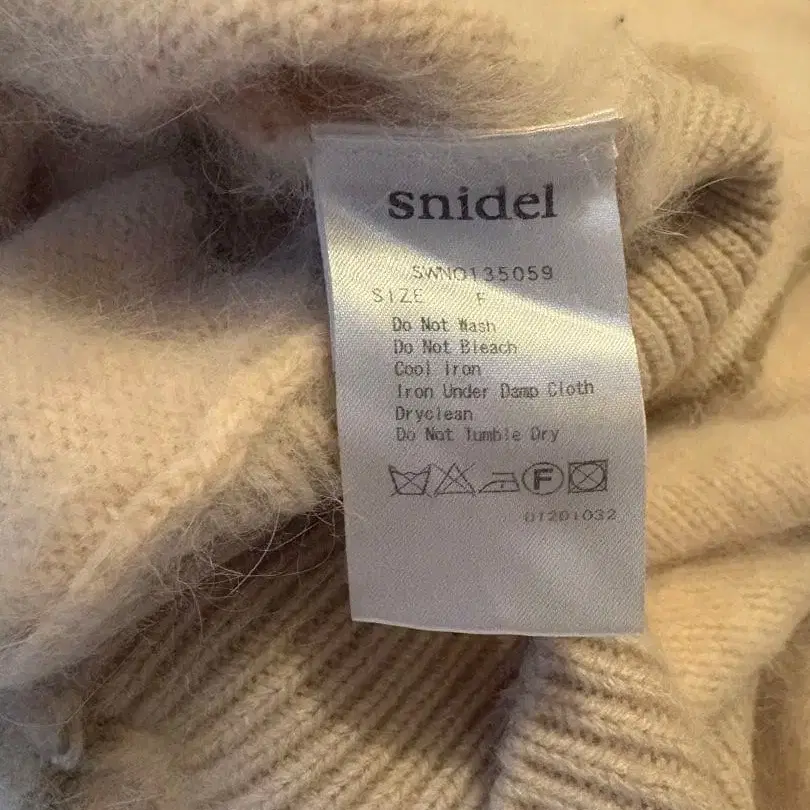 snidel
SWNO135059
SIZE F
Do Not Wash
Do Not Bleach
Cool Iron
Iron Under Damp Cloth
Dryclean
Do Not Tumble Dry
F